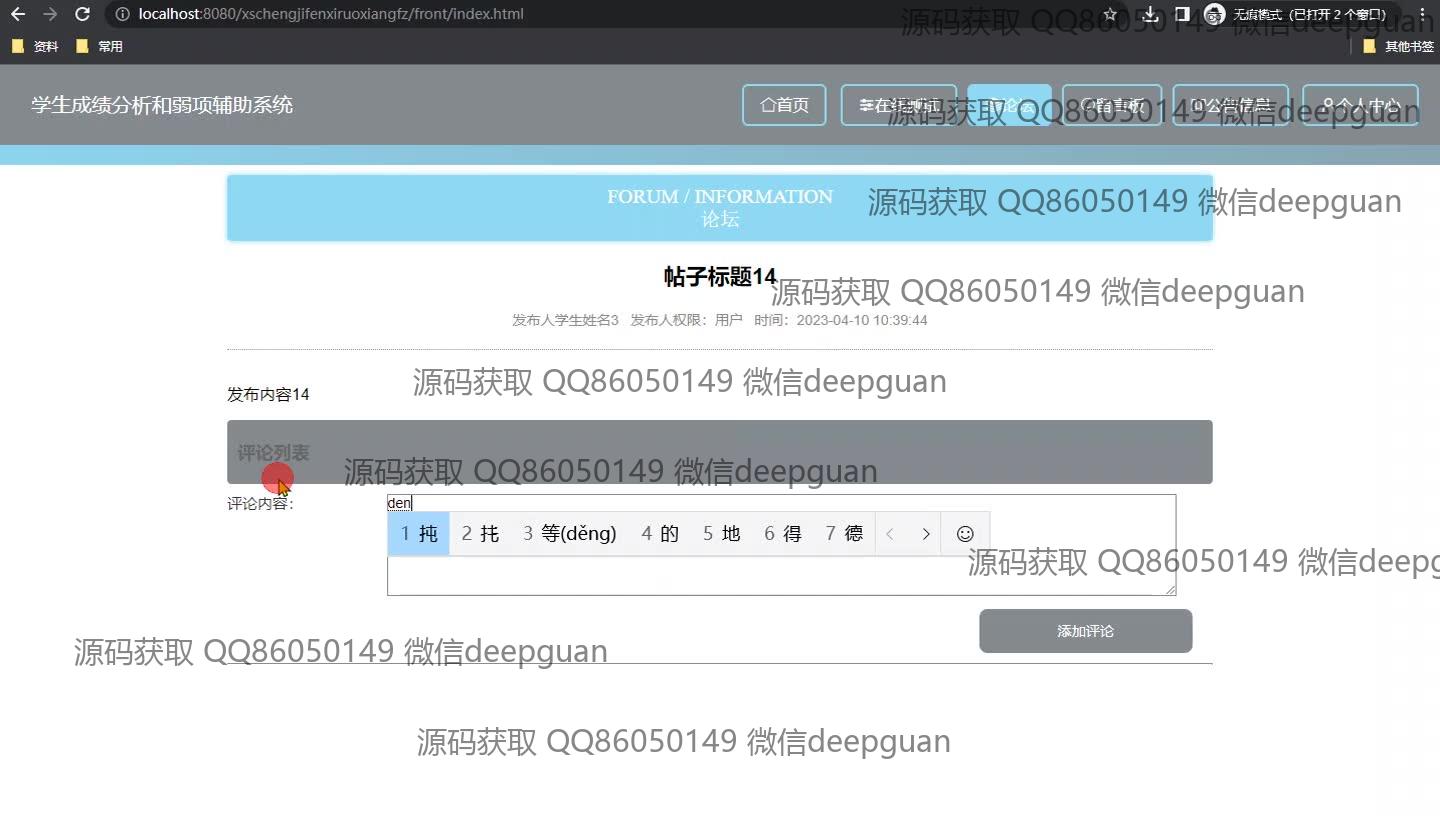 localhost:8080/xschengjifenxiruoxiangfz/front/index.html
无痕模式（已打开 2 个窗口）
源码获取 QQ86050149 微信deepguan
资料 常用 其他书签
学生成绩分析和弱项辅助系统 首页 在线测试 论坛 留言板 公告信息 个人中心
源码获取 QQ86050149 微信deepguan
FORUM / INFORMATION
论坛
源码获取 QQ86050149 微信deepguan
帖子标题14
源码获取 QQ86050149 微信deepguan
发布人学生姓名3 发布人权限：用户 时间：2023-04-10 10:39:44
源码获取 QQ86050149 微信deepguan
发布内容14
评论列表
源码获取 QQ86050149 微信deepguan
评论内容：
den
1 扽 2 扥 3 等(děng) 4 的 5 地 6 得 7 德
源码获取 QQ86050149 微信deepg
添加评论
源码获取 QQ86050149 微信deepguan
源码获取 QQ86050149 微信deepguan